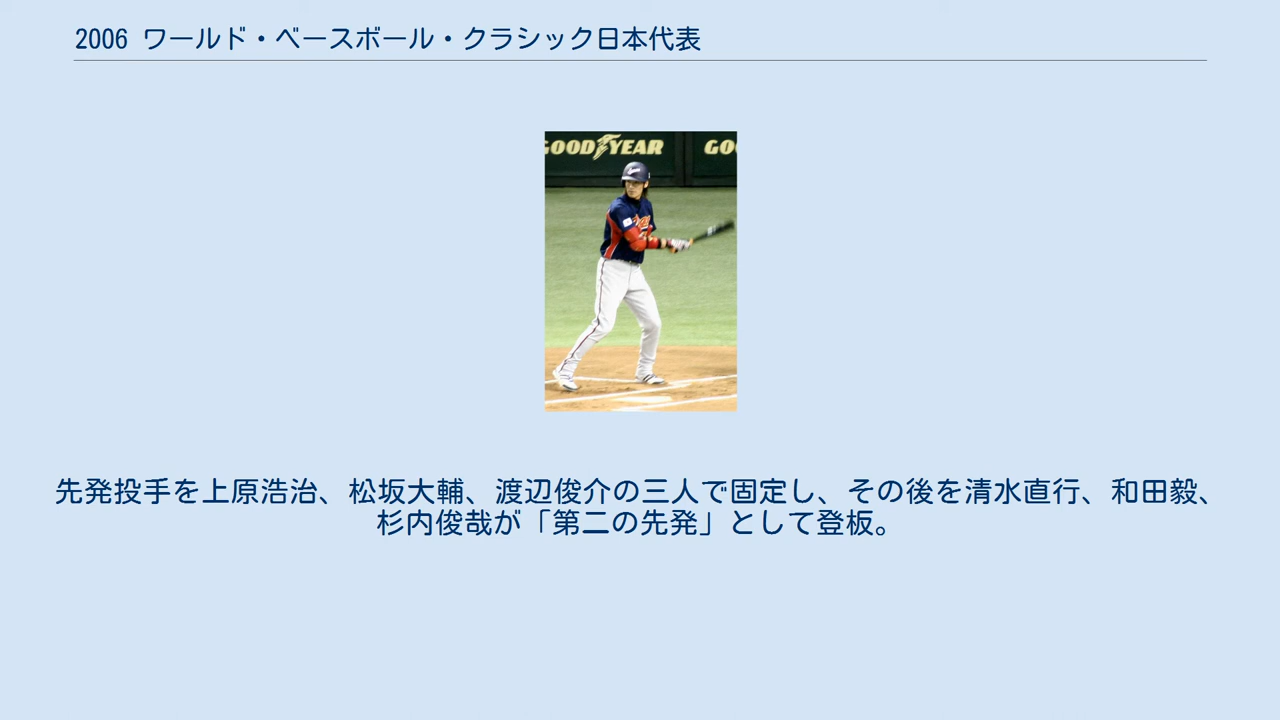 2006 ワールド・ベースボール・クラシック日本代表
GOODYEAR GOO
先発投手を上原浩治、松坂大輔、渡辺俊介の三人で固定し、その後を清水直行、和田毅、
杉内俊哉が「第二の先発」として登板。